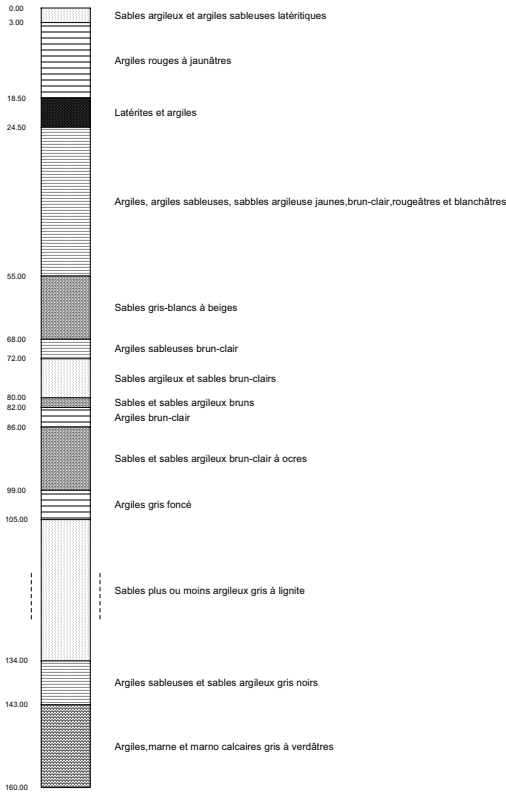 0.00
Sables argileux et argiles sableuses latéritiques
3.00
Argiles rouges à jaunâtres
18.50
Latérites et argiles
24.50
Argiles, argiles sableuses, sabbles argileuse jaunes,brun-clair,rougeâtres et blanchâtres
55.00
Sables gris-blancs à beiges
68.00
Argiles sableuses brun-clair
72.00
Sables argileux et sables brun-clairs
80.00
Sables et sables argileux bruns
82.00
Argiles brun-clair
86.00
Sables et sables argileux brun-clair à ocres
99.00
Argiles gris foncé
105.00
Sables plus ou moins argileux gris à lignite
134.00
Argiles sableuses et sables argileux gris noirs
143.00
Argiles,marne et marno calcaires gris à verdâtres
160.00